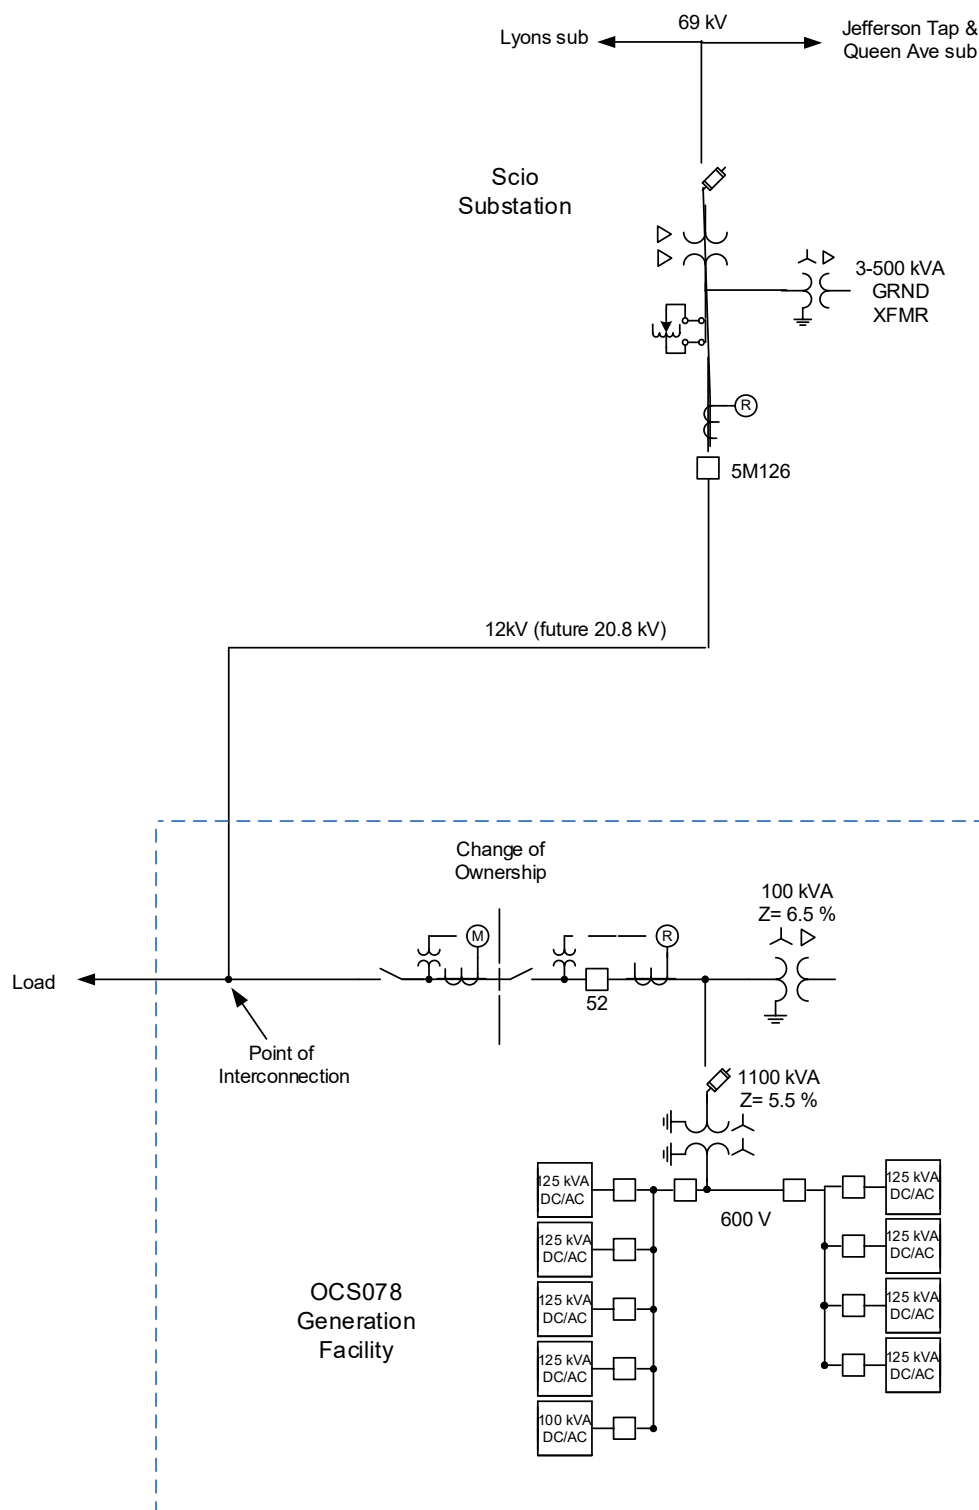 69 kV
Lyons sub
Jefferson Tap &
Queen Ave sub
Scio
Substation
3-500 kVA
GRND
XFMR
R
5M126
12kV (future 20.8 kV)
Change of
Ownership
100 kVA
Z= 6.5 %
M
R
Load
52
Point of
Interconnection
1100 kVA
Z= 5.5 %
125 kVA
DC/AC
125 kVA
DC/AC
600 V
125 kVA
DC/AC
125 kVA
DC/AC
OCS078
Generation
Facility
125 kVA
DC/AC
125 kVA
DC/AC
125 kVA
DC/AC
125 kVA
DC/AC
100 kVA
DC/AC